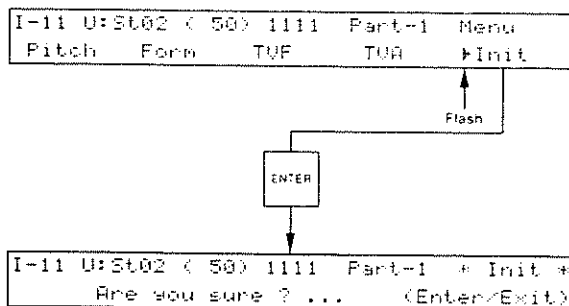 I-11 U:St02 ( 50) 1111 Part-1 Menu
Pitch Form TVF TVA ▶Init
Flash
ENTER
I-11 U:St02 ( 50) 1111 Part-1 * Init *
Are you sure ? ... (Enter/Exit)